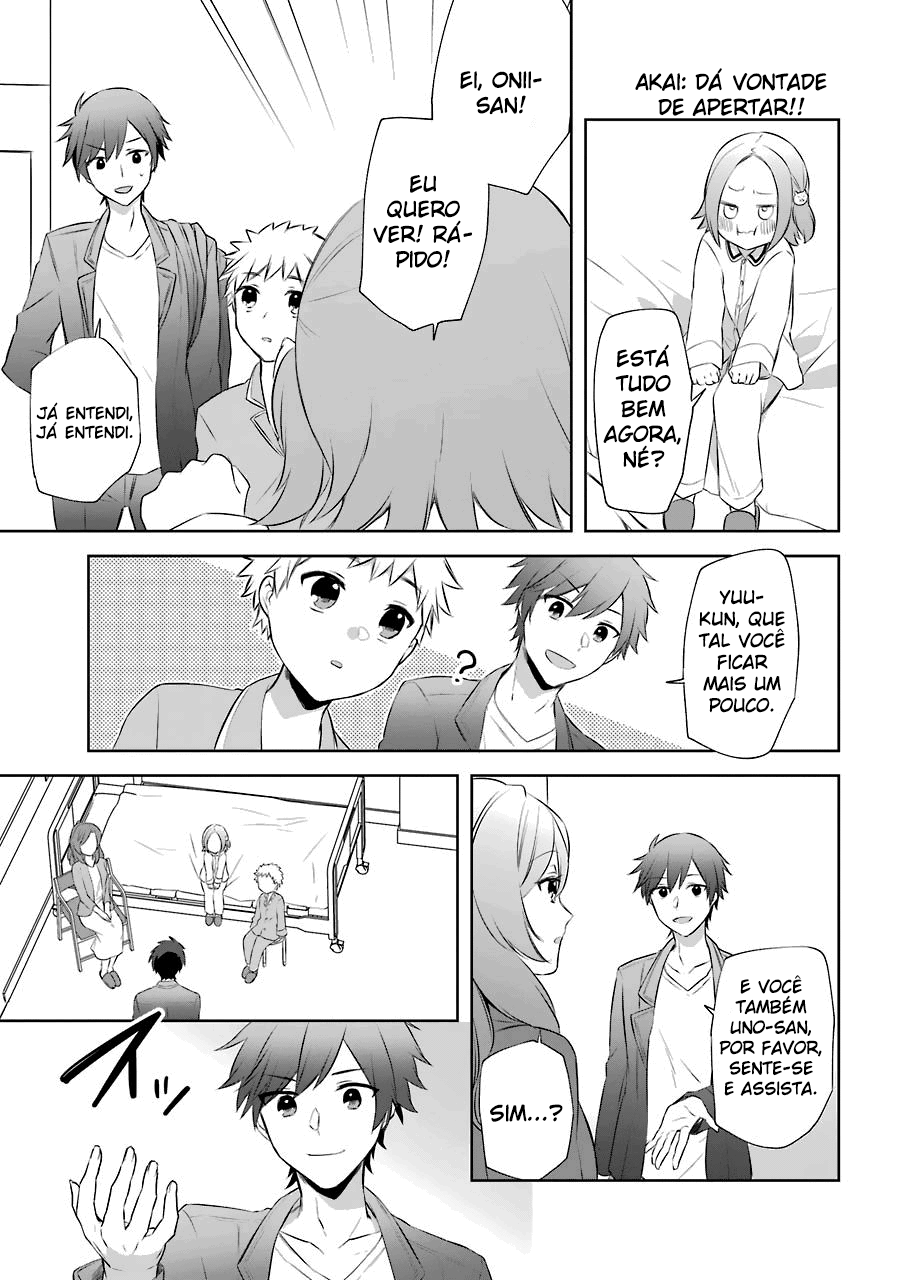 AKAI: DÁ VONTADE
DE APERTAR!!
ESTÁ
TUDO
BEM
AGORA,
NÉ?
EI, ONII-
SAN!
EU
QUERO
VER! RÁ-
PIDO!
JÁ ENTENDI,
JÁ ENTENDI.
YUU-
KUN, QUE
TAL VOCÊ
FICAR
MAIS UM
POUCO.
?
E VOCÊ
TAMBÉM
UNO-SAN,
POR FAVOR,
SENTE-SE
E ASSISTA.
SIM...?
スッ